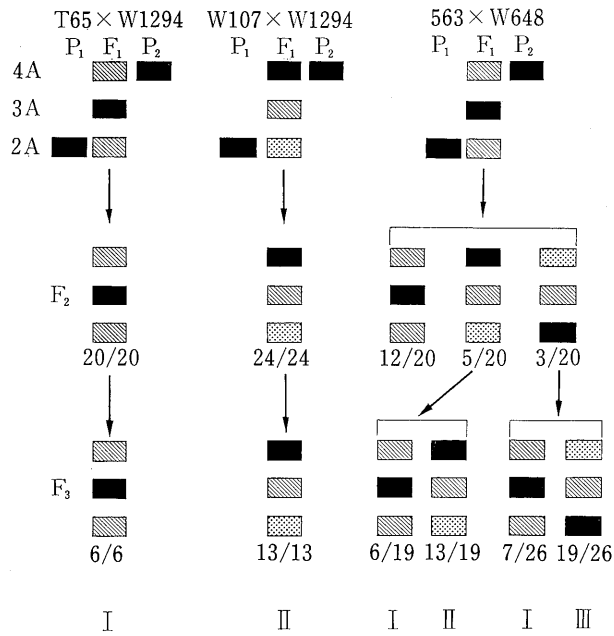 T65×W1294 W107×W1294 563×W648
P₁ F₁ P₂ P₁ F₁ P₂ P₁ F₁ P₂
4A
3A
2A
F₂
20/20 24/24 12/20 5/20 3/20
F₃
6/6 13/13 6/19 13/19 7/26 19/26
I II I II I III